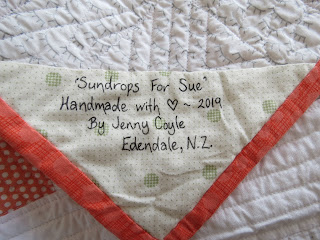 "Sundrops For Sue"
Handmade with ♡ ~ 2019
By Jenny Coyle
Edendale, N.Z.